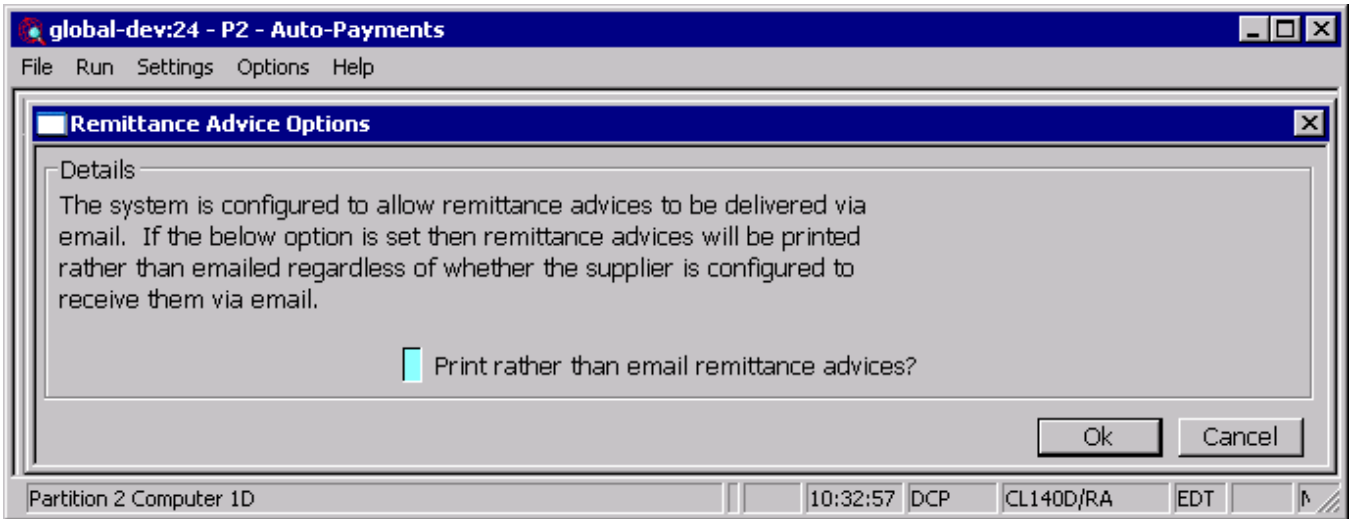 global-dev:24 - P2 - Auto-Payments
File Run Settings Options Help
Remittance Advice Options
Details
The system is configured to allow remittance advices to be delivered via
email. If the below option is set then remittance advices will be printed
rather than emailed regardless of whether the supplier is configured to
receive them via email.
Print rather than email remittance advices?
Ok Cancel
Partition 2 Computer 1D 10:32:57 DCP CL140D/RA EDT